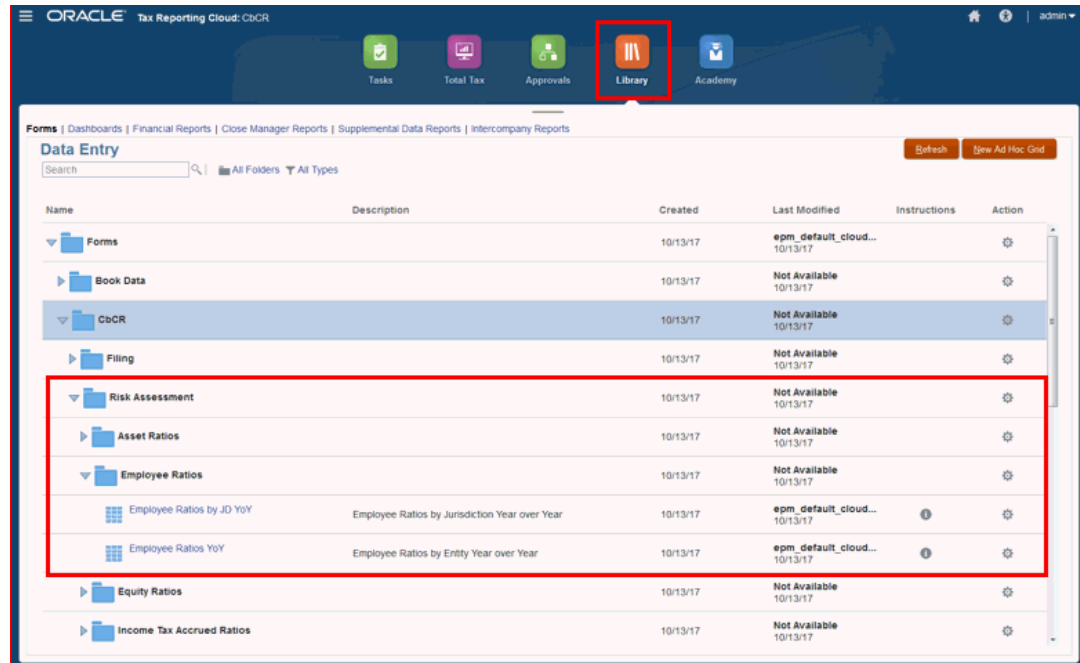 ORACLE Tax Reporting Cloud: CbCR admin
Tasks Total Tax Approvals Library Academy
Forms | Dashboards | Financial Reports | Close Manager Reports | Supplemental Data Reports | Intercompany Reports
Data Entry Refresh New Ad Hoc Grid
Search All Folders All Types
Name Description Created Last Modified Instructions Action
Forms 10/13/17 epm_default_cloud...
10/13/17
Book Data 10/13/17 Not Available
10/13/17
CbCR 10/13/17 Not Available
10/13/17
Filing 10/13/17 Not Available
10/13/17
Risk Assessment 10/13/17 Not Available
10/13/17
Asset Ratios 10/13/17 Not Available
10/13/17
Employee Ratios 10/13/17 Not Available
10/13/17
Employee Ratios by JD YoY Employee Ratios by Jurisdiction Year over Year 10/13/17 epm_default_cloud...
10/13/17
Employee Ratios YoY Employee Ratios by Entity Year over Year 10/13/17 epm_default_cloud...
10/13/17
Equity Ratios 10/13/17 Not Available
10/13/17
Income Tax Accrued Ratios 10/13/17 Not Available
10/13/17